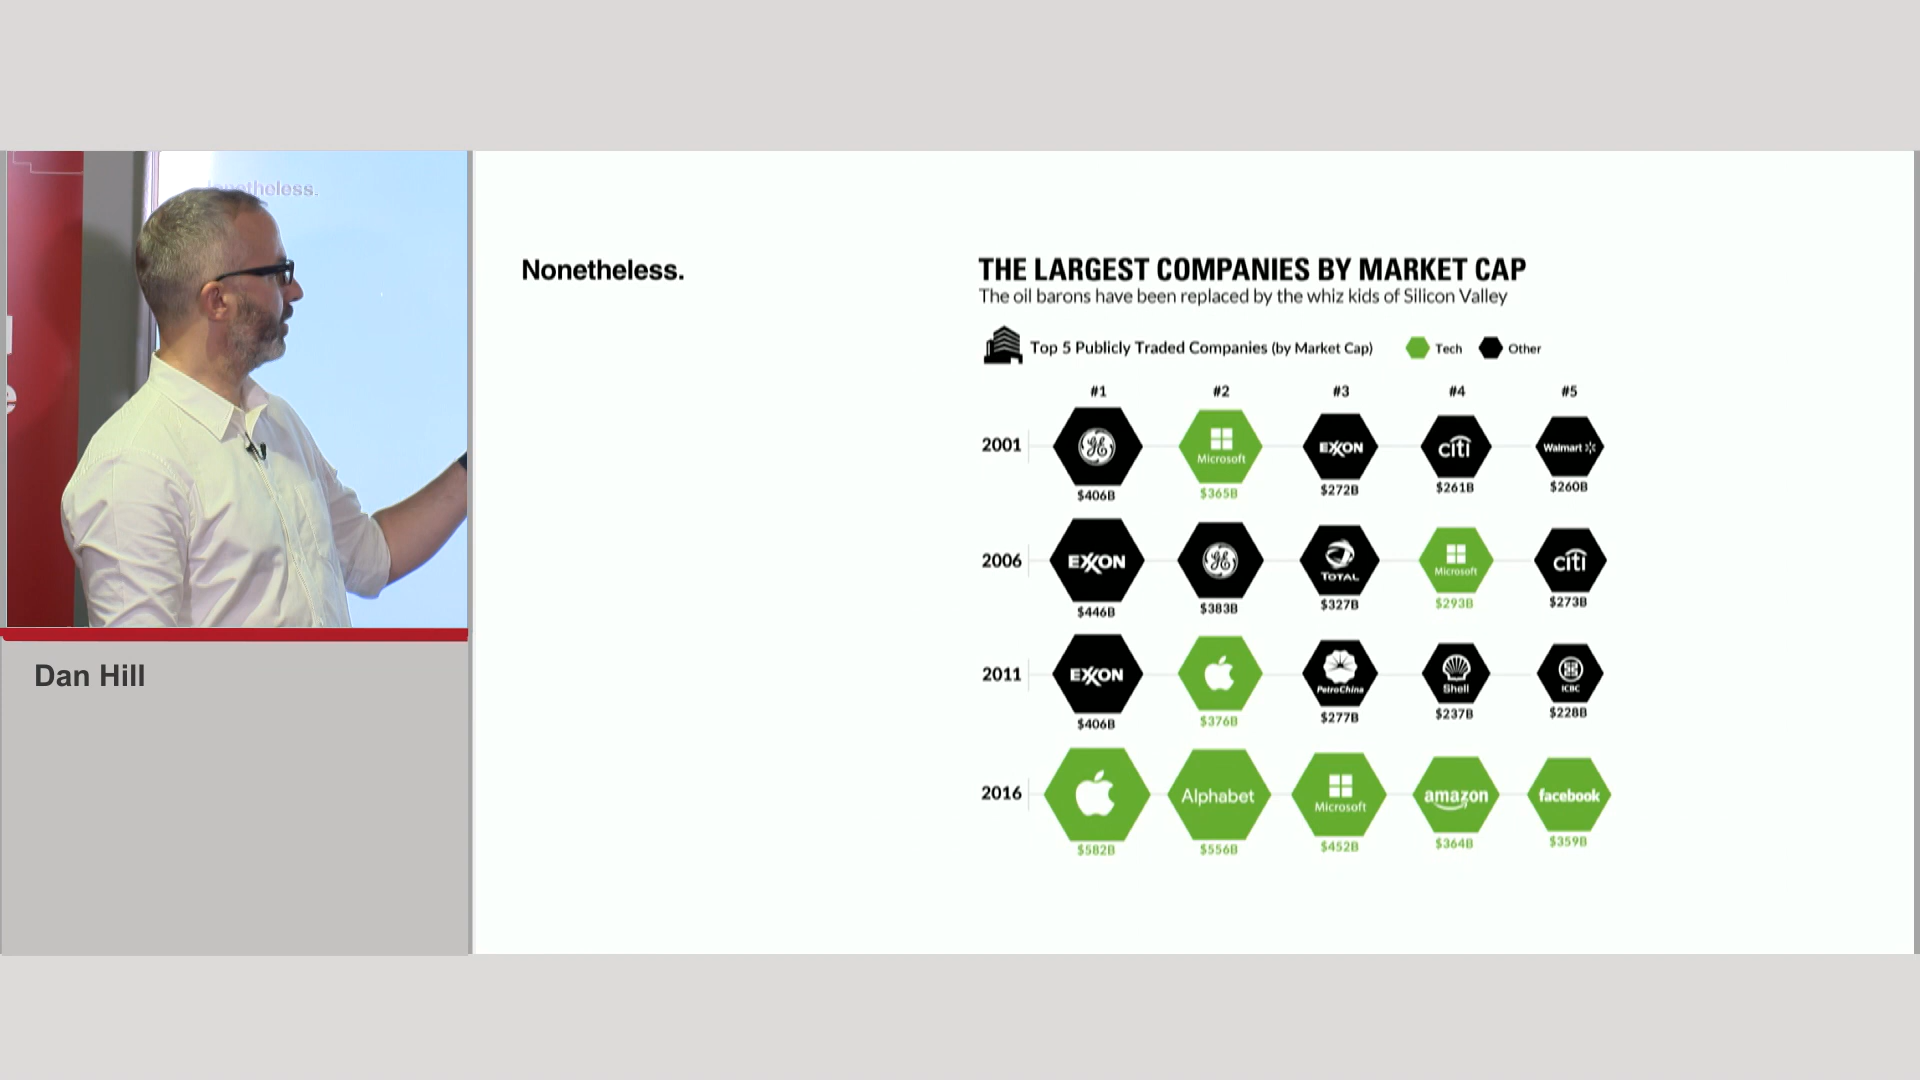 onetheless.
Dan Hill
Nonetheless.
THE LARGEST COMPANIES BY MARKET CAP
The oil barons have been replaced by the whiz kids of Silicon Valley
Top 5 Publicly Traded Companies (by Market Cap)
Tech
Other
#1 #2 #3 #4 #5
2001
GE
Microsoft
EXXON
citi
Walmart
$406B $365B $272B $261B $260B
2006
EXXON
GE
TOTAL
Microsoft
citi
$446B $383B $327B $293B $273B
2011
EXXON
PetroChina
Shell
ICBC
$406B $376B $277B $237B $228B
2016
Alphabet
Microsoft
amazon
facebook
$582B $556B $452B $364B $359B